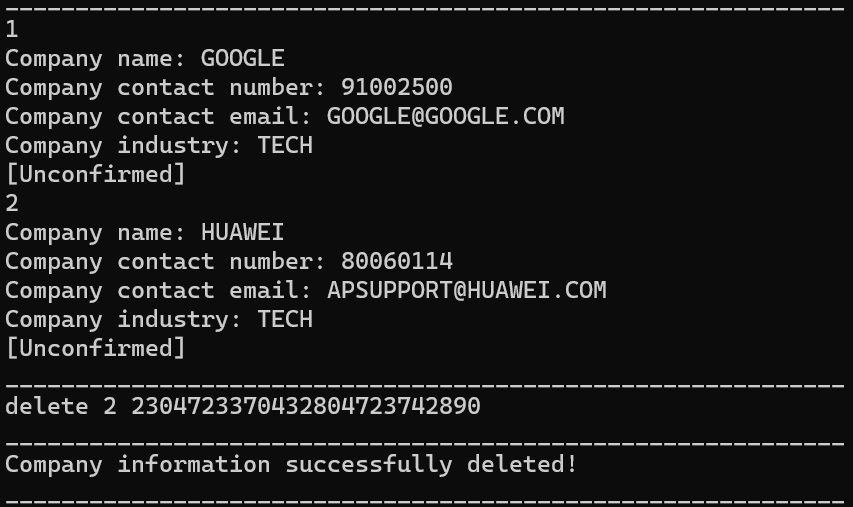 ____________________________________________________________
1
Company name: GOOGLE
Company contact number: 91002500
Company contact email: GOOGLE@GOOGLE.COM
Company industry: TECH
[Unconfirmed]
2
Company name: HUAWEI
Company contact number: 80060114
Company contact email: APSUPPORT@HUAWEI.COM
Company industry: TECH
[Unconfirmed]
____________________________________________________________
delete 2 23047233704328047237428​90
____________________________________________________________
Company information successfully deleted!
____________________________________________________________